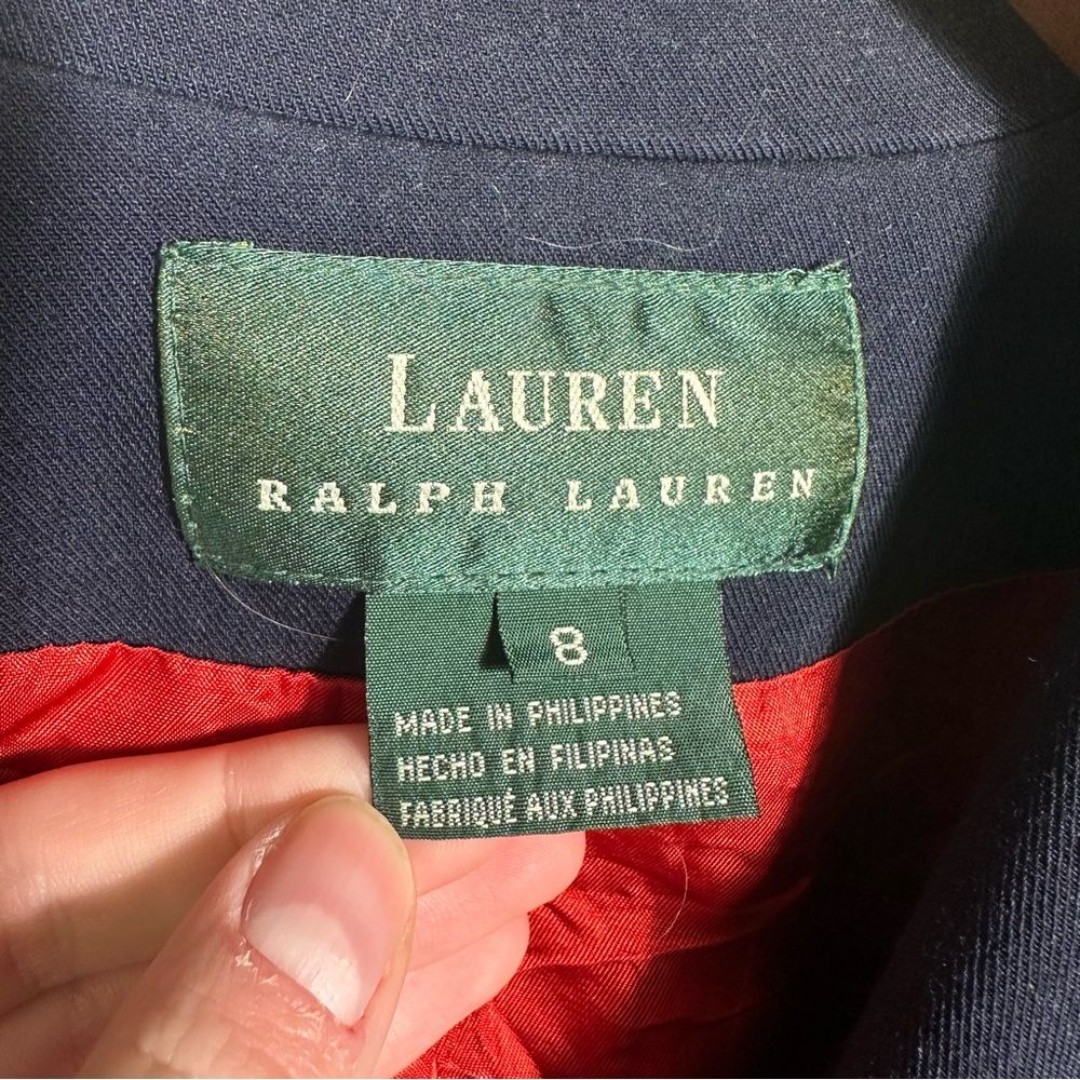 LAUREN
RALPH LAUREN
8
MADE IN PHILIPPINES
HECHO EN FILIPINAS
FABRIQUÉ AUX PHILIPPINES